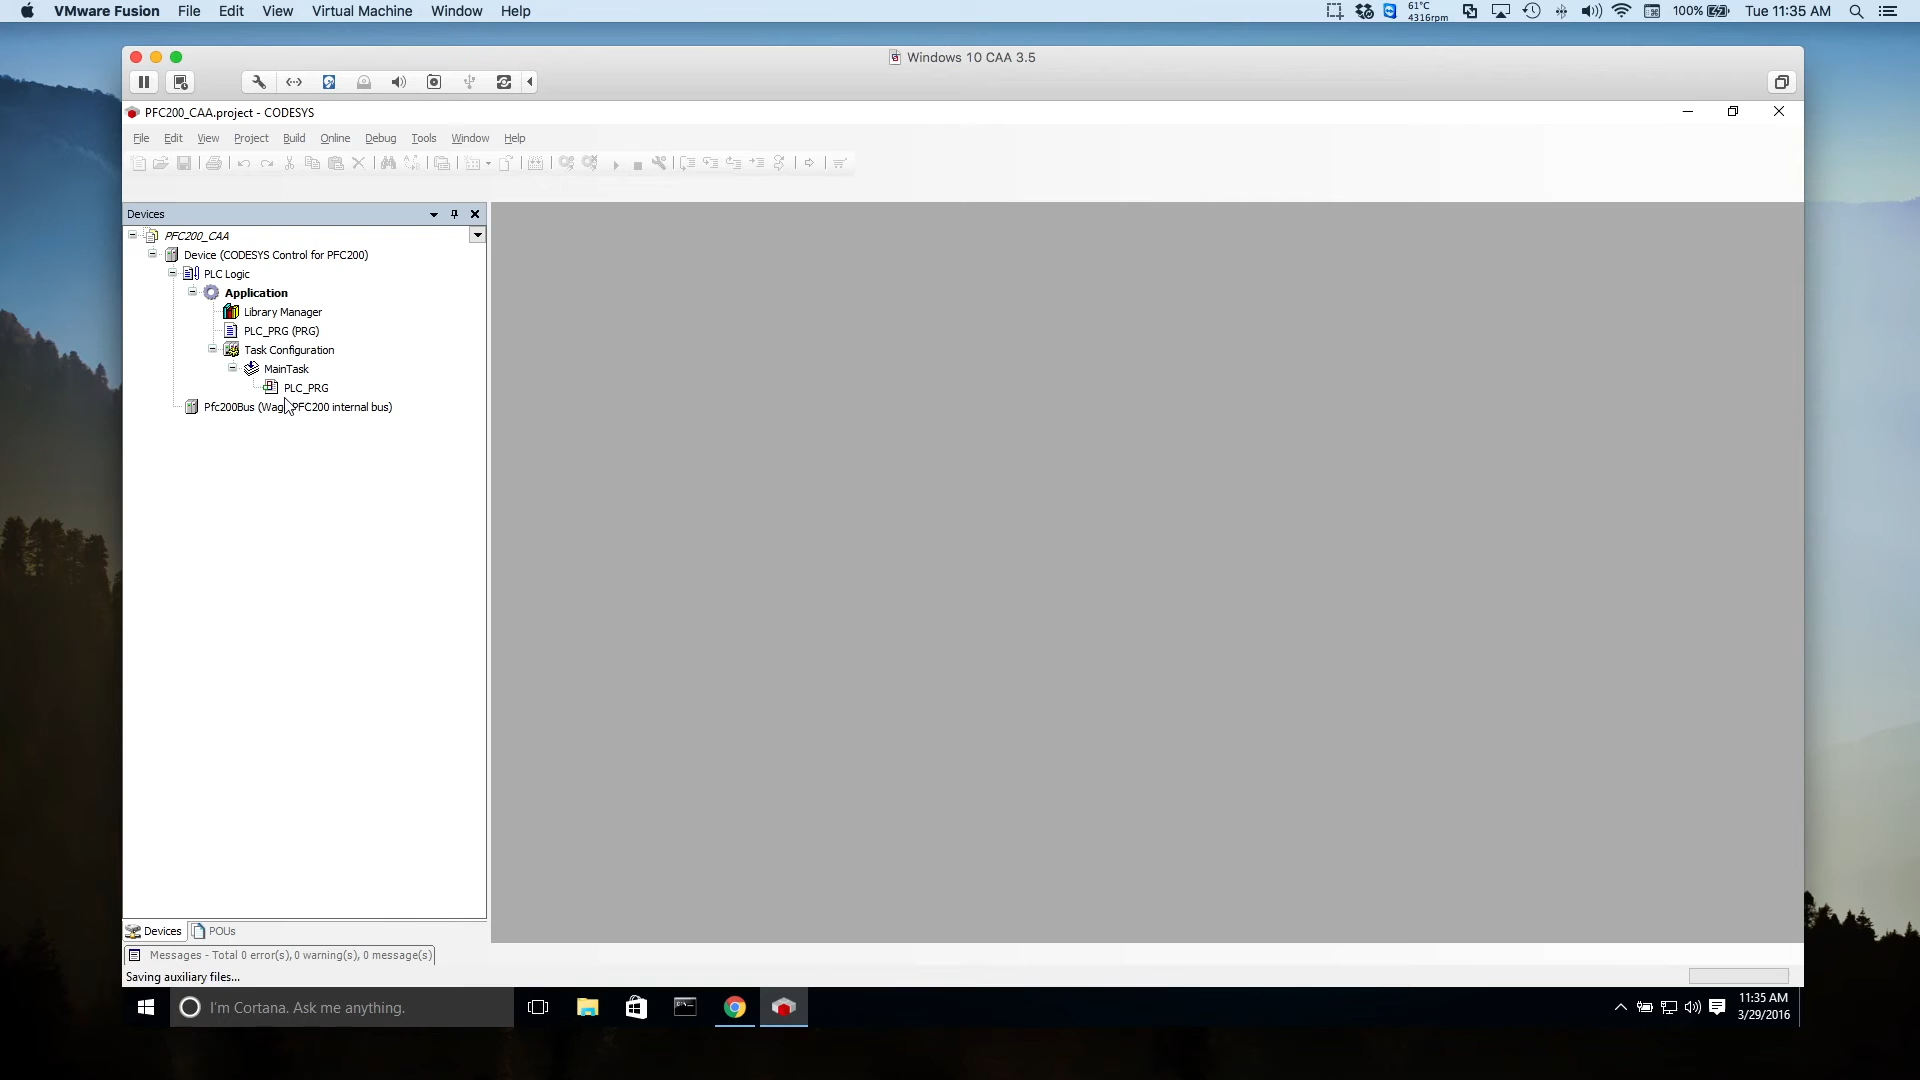 VMware Fusion File Edit View Virtual Machine Window Help 61°C 4316rpm 100% Tue 11:35 AM
Windows 10 CAA 3.5
PFC200_CAA.project - CODESYS
File Edit View Project Build Online Debug Tools Window Help
Devices
PFC200_CAA
Device (CODESYS Control for PFC200)
PLC Logic
Application
Library Manager
PLC_PRG (PRG)
Task Configuration
MainTask
PLC_PRG
Pfc200Bus PFC200 internal bus)
Devices POUs
Messages - Total 0 error(s), 0 warning(s), 0 message(s)
Saving auxiliary files...
I'm Cortana. Ask me anything.
11:35 AM
3/29/2016